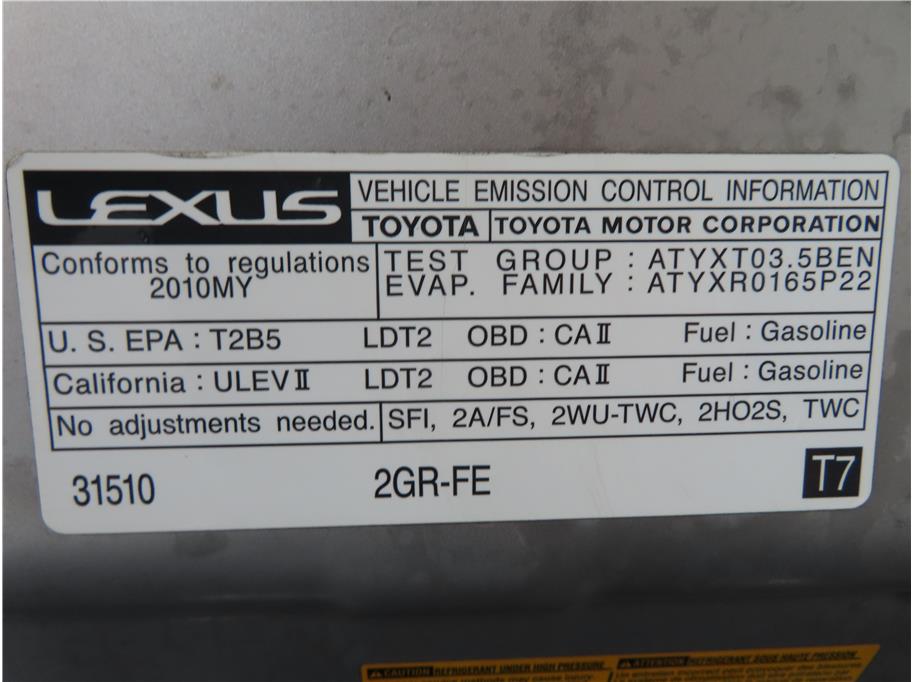 LEXUS VEHICLE EMISSION CONTROL INFORMATION
TOYOTA TOYOTA MOTOR CORPORATION
Conforms to regulations
2010MY
TEST GROUP : ATYXT03.5BEN
EVAP. FAMILY : ATYXR0165P22
U. S. EPA : T2B5 LDT2 OBD : CAⅡ Fuel : Gasoline
California : ULEVⅡ LDT2 OBD : CAⅡ Fuel : Gasoline
No adjustments needed. SFI, 2A/FS, 2WU-TWC, 2HO2S, TWC
31510 2GR-FE T7
CAUTION REFRIGERANT UNDER HIGH PRESSURE
ATTENTION REFRIGERANT SOUS HAUTE PRESSION